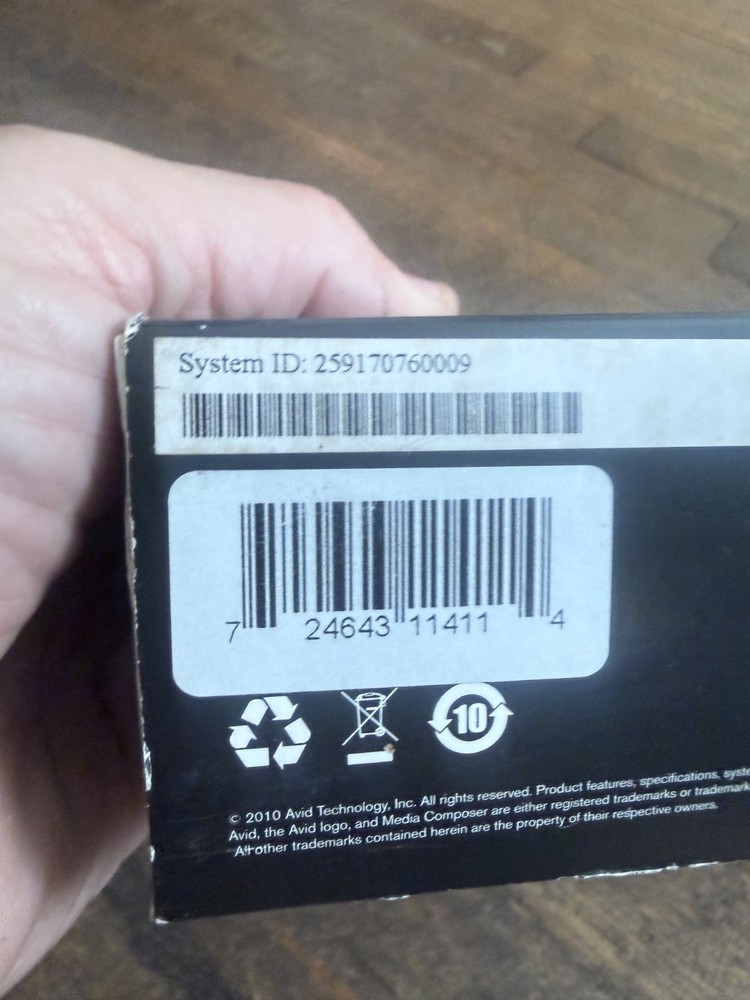 System ID: 259170760009
7 24643 11411 4
10
© 2010 Avid Technology, Inc. All rights reserved. Product features, specifications,
Avid, the Avid logo, and Media Composer are either registered trademarks or
All other trademarks contained herein are the property of their respective owners.